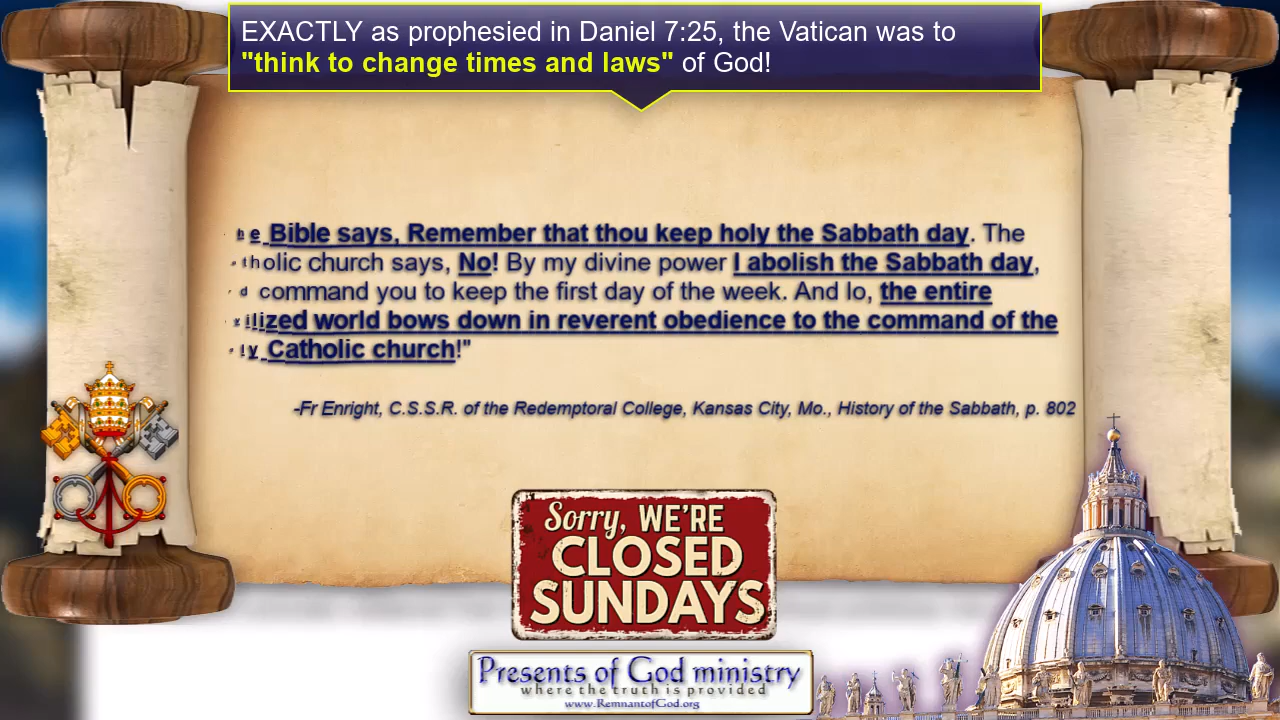 EXACTLY as prophesied in Daniel 7:25, the Vatican was to
"think to change times and laws" of God!
he Bible says, Remember that thou keep holy the Sabbath day. The
tholic church says, No! By my divine power I abolish the Sabbath day,
d command you to keep the first day of the week. And lo, the entire
ilized world bows down in reverent obedience to the command of the
ly Catholic church!"
-Fr Enright, C.S.S.R. of the Redemptoral College, Kansas City, Mo., History of the Sabbath, p. 802
Sorry, WE'RE
CLOSED
SUNDAYS
Presents of God ministry
where the truth is provided
www.RemnantofGod.org